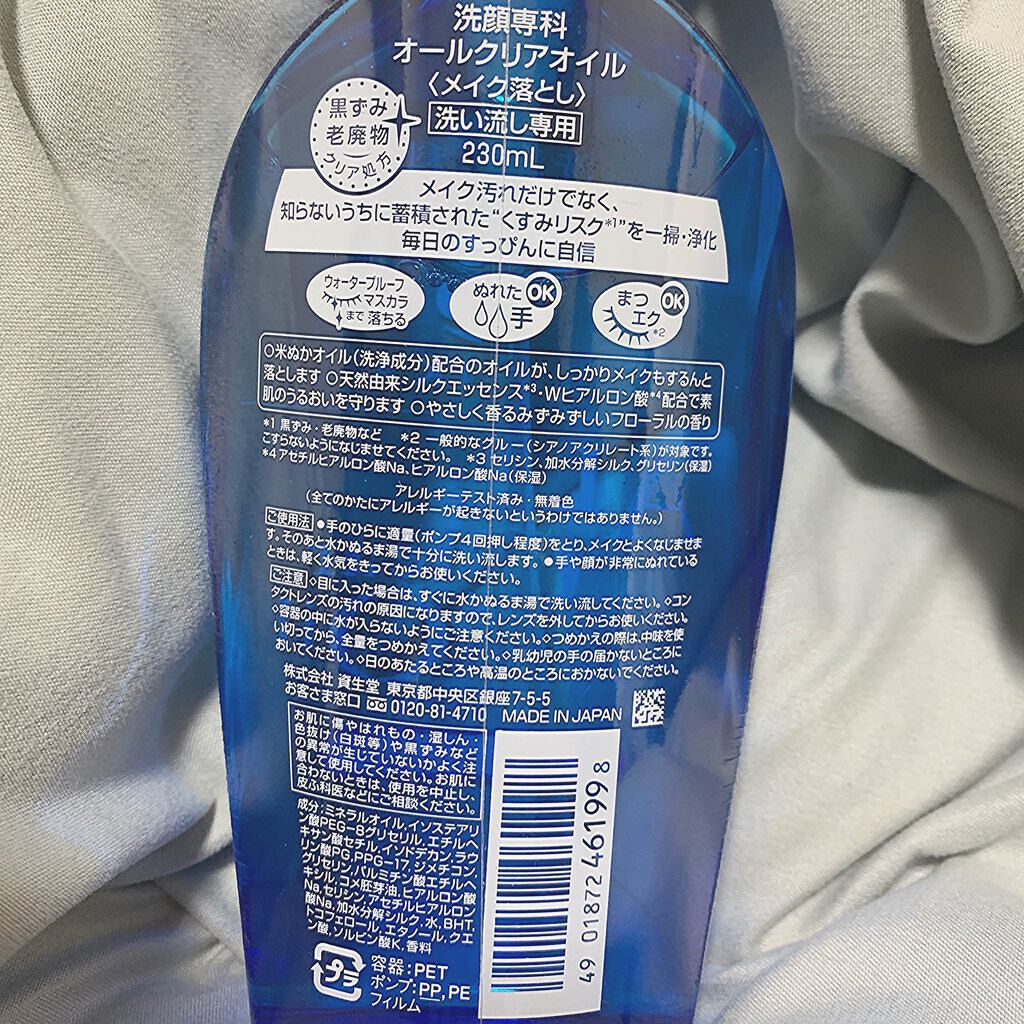 洗顔専科
オールクリアオイル
〈メイク落とし〉
洗い流し専用
230mL
黒ずみ
老廃物
クリア処方
メイク汚れだけでなく、
知らないうちに蓄積された“くすみリスク*1”を一掃・浄化
毎日のすっぴんに自信
ウォータープルーフ
マスカラ
まで 落ちる
ぬれた
手
OK
まつ
エク*2
OK
○米ぬかオイル(洗浄成分)配合のオイルが、しっかりメイクもするんと
落とします ○天然由来シルクエッセンス*3・Wヒアルロン酸*4配合で素
肌のうるおいを守ります ○やさしく香るみずみずしいフローラルの香り
*1 黒ずみ・老廃物など *2 一般的なグルー(シアノアクリレート系)が対象です。
こすらないようになじませてください。 *3 セリシン、加水分解シルク、グリセリン(保湿)
*4 アセチルヒアルロン酸Na、ヒアルロン酸Na(保湿)
アレルギーテスト済み・無着色
(全てのかたにアレルギーが起きないというわけではありません。)
ご使用法 ●手のひらに適量(ポンプ4回押し程度)をとり、メイクとよくなじませま
す。そのあと水かぬるま湯で十分に洗い流します。●手や顔が非常にぬれている
ときは、軽く水気をきってからお使いください。
ご注意 ◇目に入った場合は、すぐに水かぬるま湯で洗い流してください。◇コン
タクトレンズの汚れの原因になりますので、レンズを外してからお使いください。
◇容器の中に水が入らないようにご注意ください。◇つめかえの際は、中味を使
い切ってから、全量をつめかえてください。◇乳幼児の手の届かないところに
おいてください。◇日のあたるところや高温のところにおかないでください。
株式会社 資生堂 東京都中央区銀座7-5-5
お客さま窓口 0120-81-4710 MADE IN JAPAN
お肌に傷やはれもの・湿しん・
色抜け(白斑等)や黒ずみなど
の異常が生じていないかよく注
意して使用してください。お肌に
合わないときは、使用を中止し、
皮ふ科医などにご相談ください。
成分:ミネラルオイル,イソステアリ
ン酸PEG-8グリセリル,エチルヘ
キサン酸セチル,イソドデカン,ラウ
リン酸PG,PPG-17,ジメチコン,
グリセリン,パルミチン酸エチルヘ
キシル,コメ胚芽油,ヒアルロン酸
Na,セリシン,アセチルヒアルロン
酸Na,加水分解シルク,水,BHT,
トコフェロール,エタノール,クエ
ン酸,ソルビン酸K,香料
プラ
容器:PET
ポンプ:PP,PE
フィルム
4901872461998